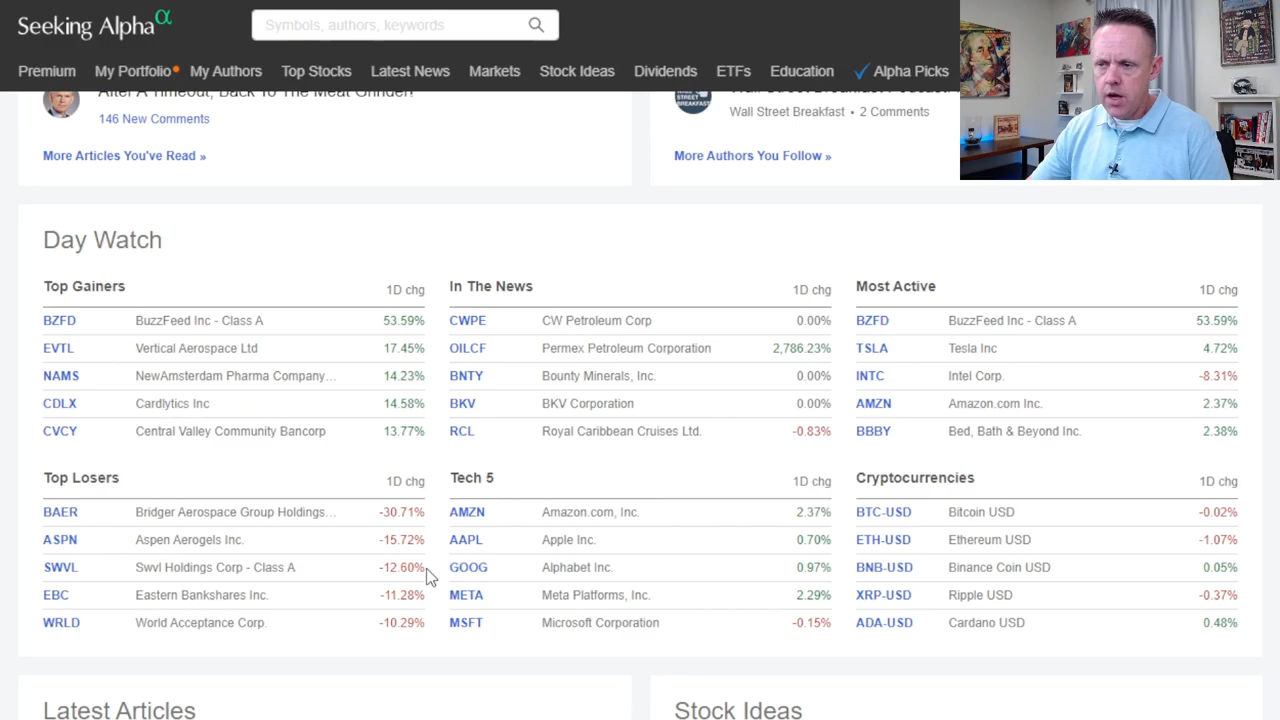 Seeking Alpha α
Symbols, authors, keywords
Premium My Portfolio My Authors Top Stocks Latest News Markets Stock Ideas Dividends ETFs Education Alpha Picks
After A Timeout, Back To The Meat Grinder!
146 New Comments
More Articles You've Read »
Wall Street Breakfast Podcast:
Wall Street Breakfast • 2 Comments
More Authors You Follow »
Day Watch
Top Gainers 1D chg
BZFD BuzzFeed Inc - Class A 53.59%
EVTL Vertical Aerospace Ltd 17.45%
NAMS NewAmsterdam Pharma Company… 14.23%
CDLX Cardlytics Inc 14.58%
CVCY Central Valley Community Bancorp 13.77%
In The News 1D chg
CWPE CW Petroleum Corp 0.00%
OILCF Permex Petroleum Corporation 2,786.23%
BNTY Bounty Minerals, Inc. 0.00%
BKV BKV Corporation 0.00%
RCL Royal Caribbean Cruises Ltd. -0.83%
Most Active 1D chg
BZFD BuzzFeed Inc - Class A 53.59%
TSLA Tesla Inc 4.72%
INTC Intel Corp. -8.31%
AMZN Amazon.com Inc. 2.37%
BBBY Bed, Bath & Beyond Inc. 2.38%
Top Losers 1D chg
BAER Bridger Aerospace Group Holdings… -30.71%
ASPN Aspen Aerogels Inc. -15.72%
SWVL Swvl Holdings Corp - Class A -12.60%
EBC Eastern Bankshares Inc. -11.28%
WRLD World Acceptance Corp. -10.29%
Tech 5 1D chg
AMZN Amazon.com, Inc. 2.37%
AAPL Apple Inc. 0.70%
GOOG Alphabet Inc. 0.97%
META Meta Platforms, Inc. 2.29%
MSFT Microsoft Corporation -0.15%
Cryptocurrencies 1D chg
BTC-USD Bitcoin USD -0.02%
ETH-USD Ethereum USD -1.07%
BNB-USD Binance Coin USD 0.05%
XRP-USD Ripple USD -0.37%
ADA-USD Cardano USD 0.48%
Latest Articles
Stock Ideas